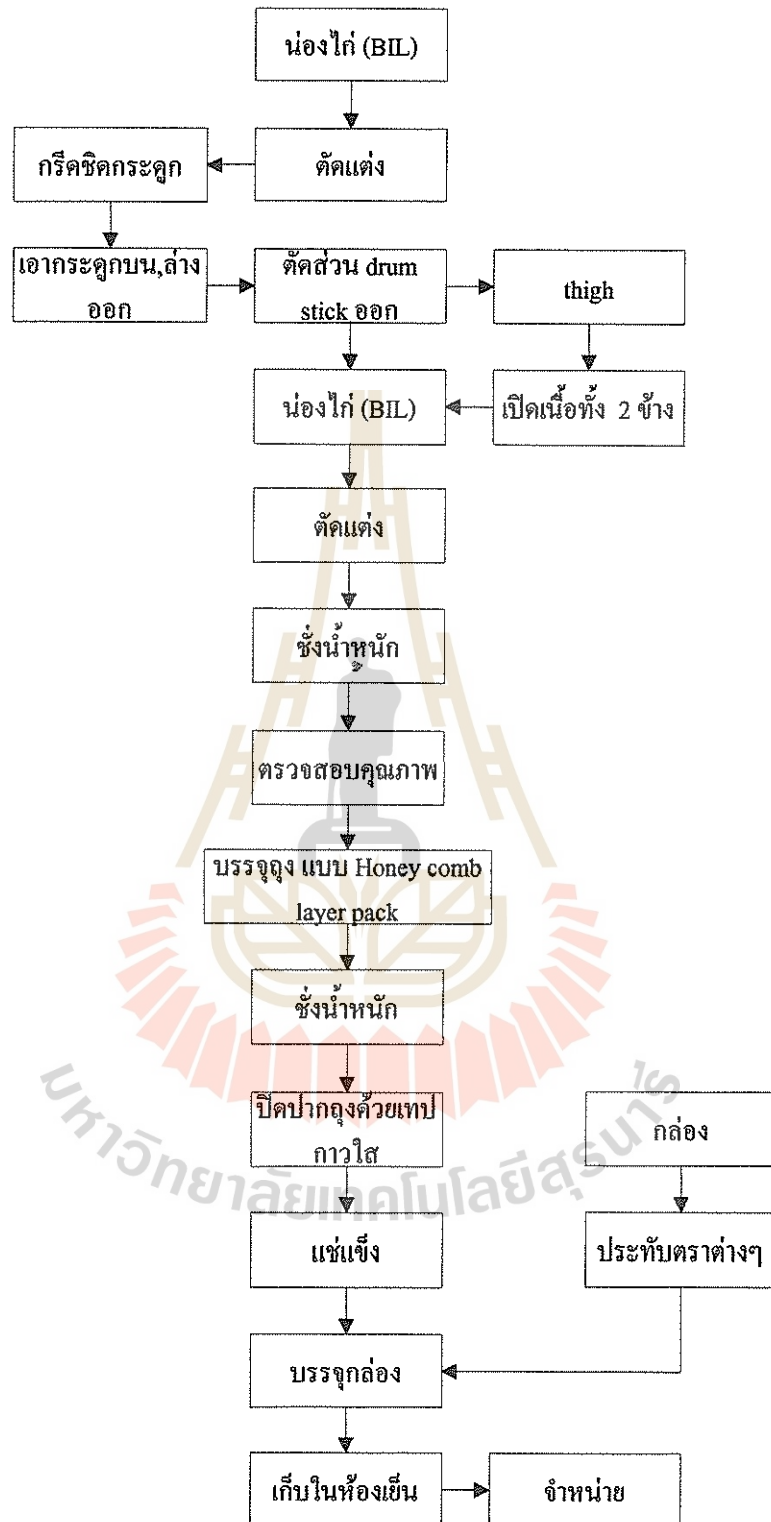 น่องไก่ (BIL)
กรีดชิดกระดูก
ตัดแต่ง
เอากระดูกบน,ล่าง
ออก
ตัดส่วน drum
stick ออก
thigh
น่องไก่ (BIL)
เปิดเนื้อทั้ง 2 ข้าง
ตัดแต่ง
ชั่งน้ำหนัก
ตรวจสอบคุณภาพ
บรรจุถุง แบบ Honey comb
layer pack
ชั่งน้ำหนัก
ปิดปากถุงด้วยเทป
กาวใส
กล่อง
มหาวิทยาลัยเทคโนโลยีสุรนารี
แช่แข็ง
ประทับตราต่างๆ
บรรจุกล่อง
เก็บในห้องเย็น
จำหน่าย